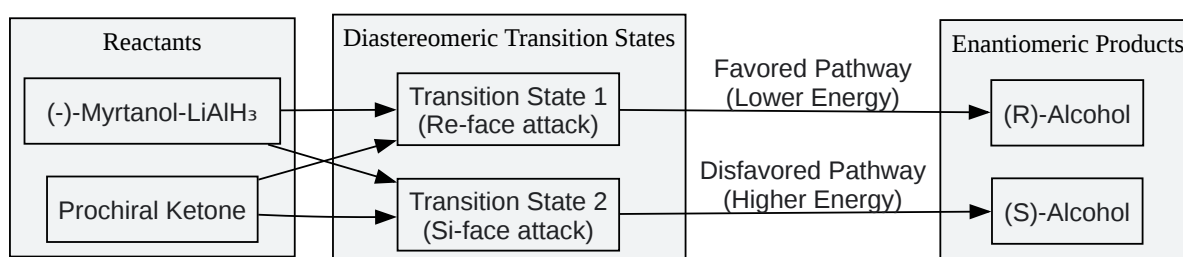 Reactants
(-)-Myrtanol-LiAlH₃
Prochiral Ketone
Diastereomeric Transition States
Transition State 1
(Re-face attack)
Transition State 2
(Si-face attack)
Favored Pathway
(Lower Energy)
Disfavored Pathway
(Higher Energy)
Enantiomeric Products
(R)-Alcohol
(S)-Alcohol